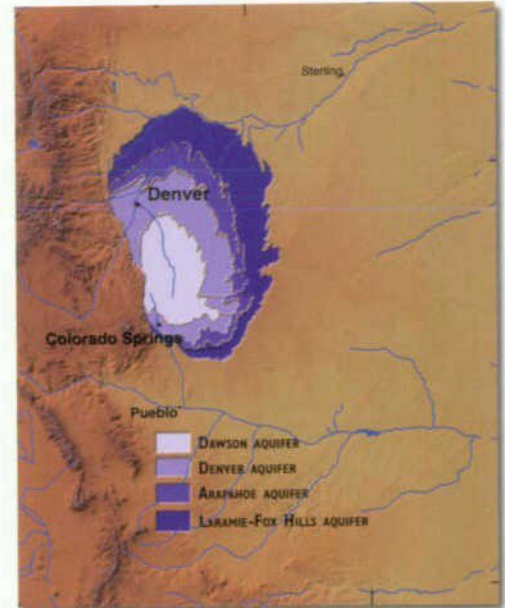 Sterling
Denver
Colorado Springs
Pueblo
DAWSON AQUIFER
DENVER AQUIFER
ARAPAHOE AQUIFER
LARAMIE-FOX HILLS AQUIFER